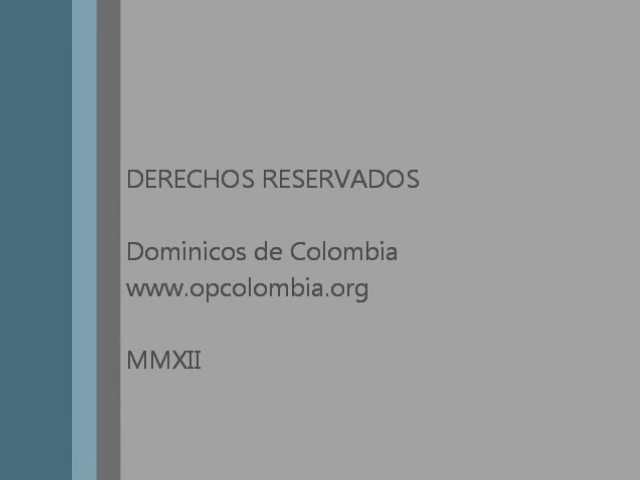 DERECHOS RESERVADOS
Dominicos de Colombia
www.opcolombia.org
MMXII